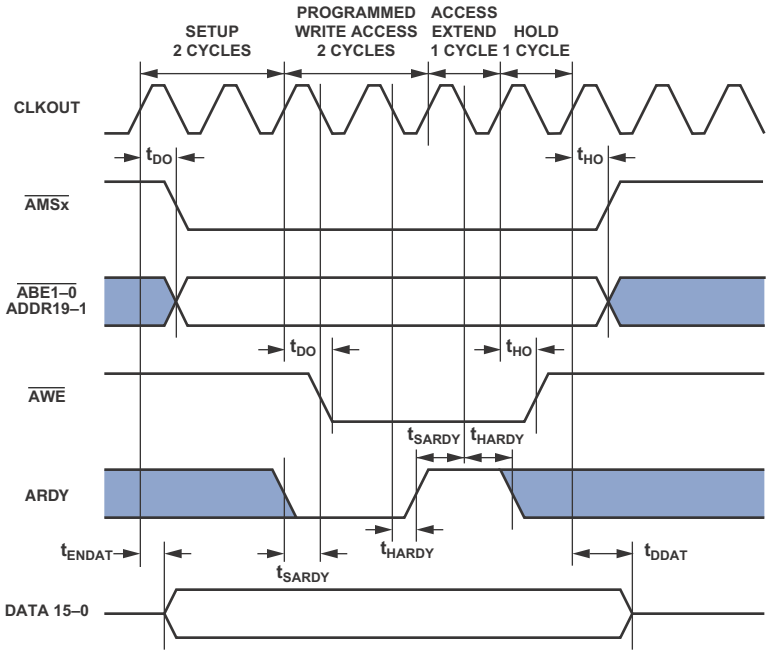 SETUP
2 CYCLES
PROGRAMMED
WRITE ACCESS
2 CYCLES
ACCESS
EXTEND
1 CYCLE
HOLD
1 CYCLE
CLKOUT
tDO
tHO
AMSx
ABE1–0
ADDR19–1
tDO
tHO
AWE
tSARDY
tHARDY
ARDY
tENDAT
tSARDY
tHARDY
tDDAT
DATA 15–0